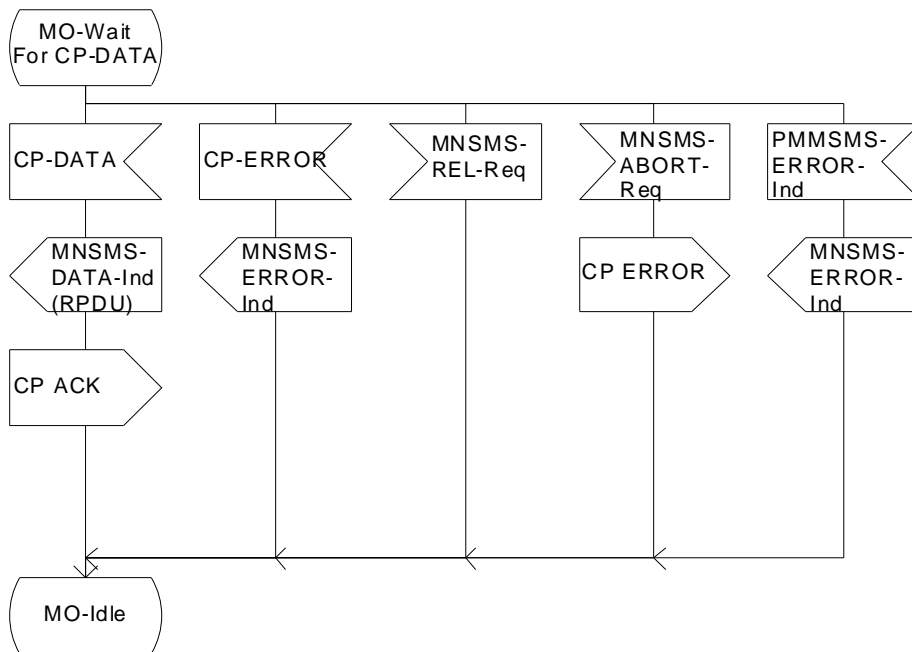 MO-Wait
For CP-DATA
CP-DATA
CP-ERROR
MNSMS-
REL-Req
MNSMS-
ABORT-
Req
PMMSMS-
ERROR-
Ind
MNSMS-
DATA-Ind
(RPDU)
MNSMS-
ERROR-
Ind
CP ERROR
MNSMS-
ERROR-
Ind
CP ACK
MO-Idle